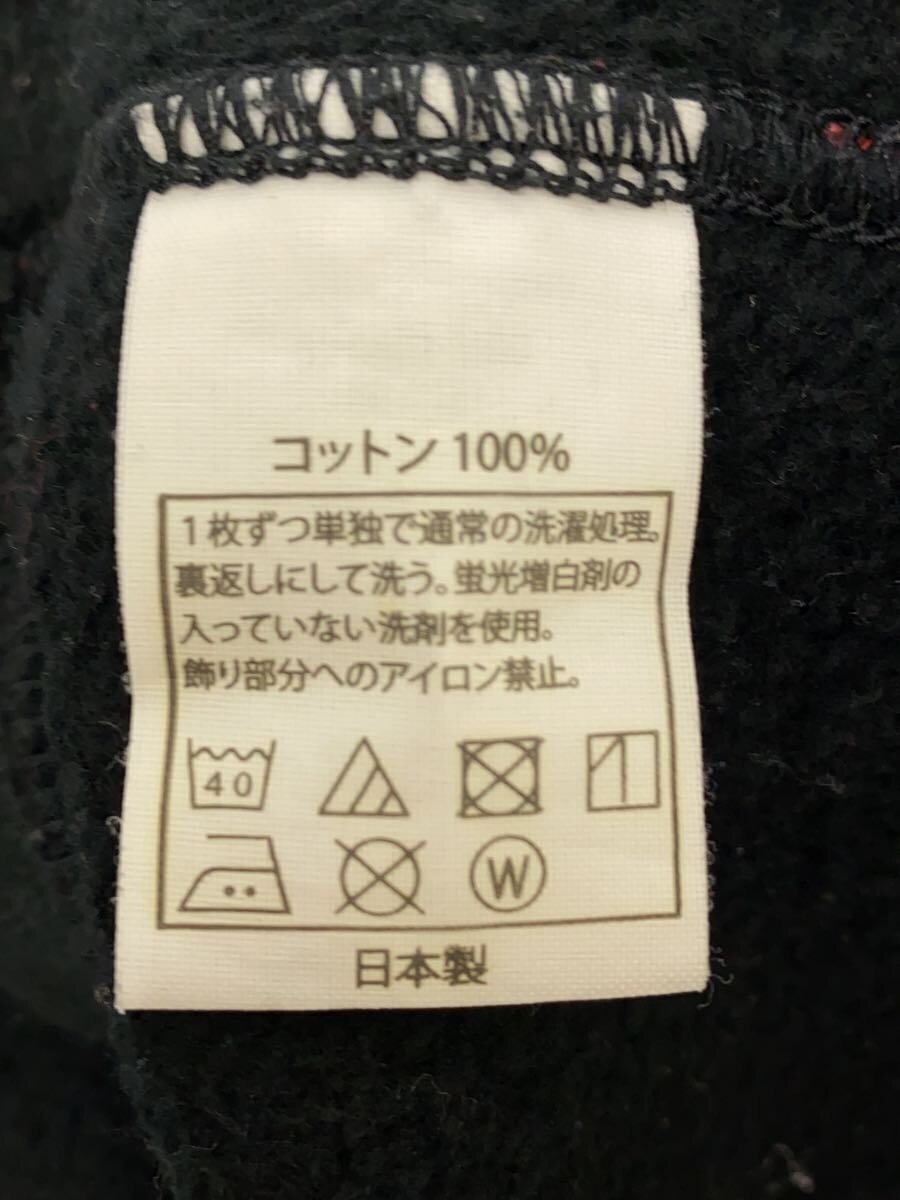 コットン 100%
1枚ずつ単独で通常の洗濯処理。
裏返しにして洗う。蛍光増白剤の
入っていない洗剤を使用。
飾り部分へのアイロン禁止。
40
W
日本製